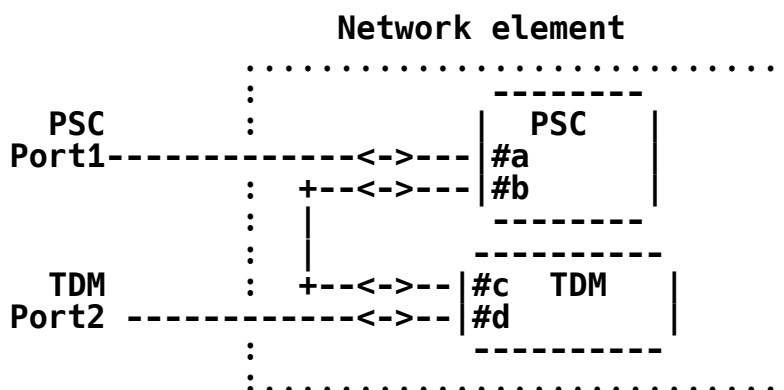 Network element
............................
:            --------
PSC       :           |  PSC   |
Port1-------------<->---|#a      |
:  +--<->---|#b      |
:  |         --------
:  |        ----------
TDM       :  +--<->--|#c  TDM   |
Port2 ------------<->--|#d        |
:           ----------
:............................